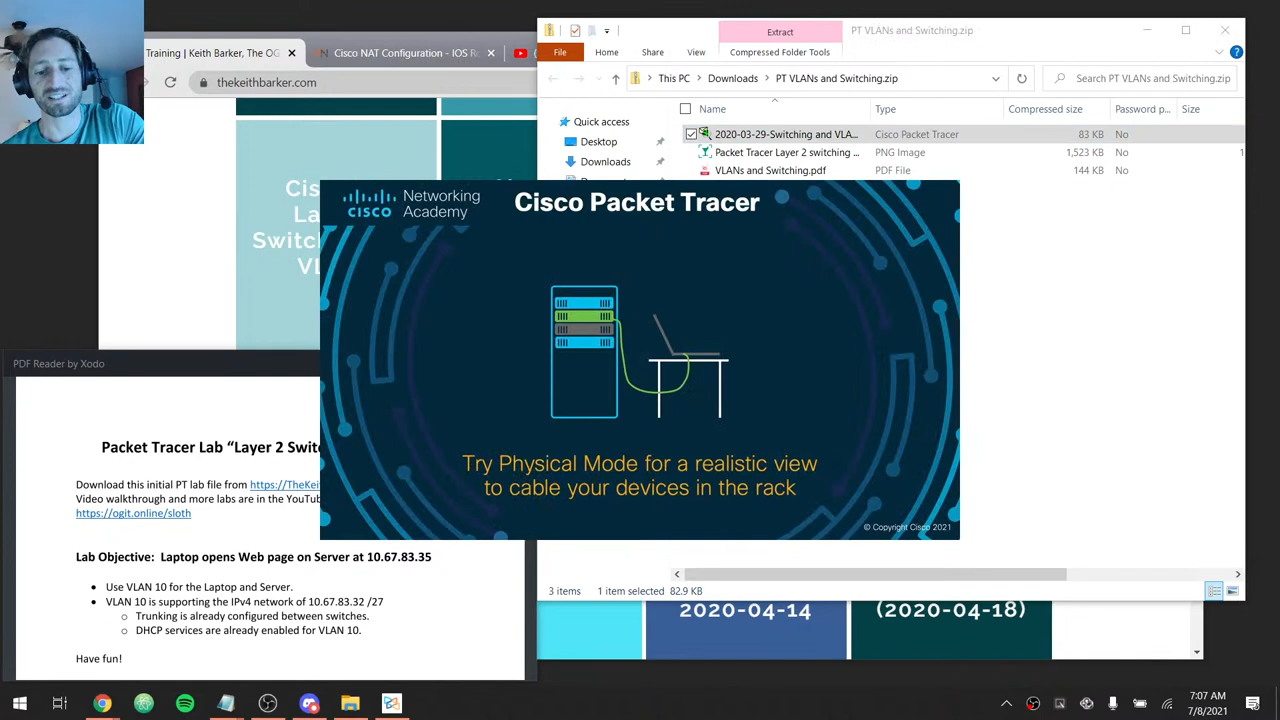 Training | Keith Barker, The OG
Cisco NAT Configuration - IOS Ro
thekeithbarker.com
Extract
PT VLANs and Switching.zip
File
Home
Share
View
Compressed Folder Tools
This PC
Downloads
PT VLANs and Switching.zip
Search PT VLANs and Switching.zip
Quick access
Desktop
Downloads
Name
Type
Compressed size
Password p...
Size
2020-03-29-Switching and VLA...
Cisco Packet Tracer
83 KB
No
Packet Tracer Layer 2 switching ...
PNG Image
1,523 KB
No
1
VLANs and Switching.pdf
PDF File
144 KB
No
Cis
La
Switch
VL
CISCO
Networking
Academy
Cisco Packet Tracer
Try Physical Mode for a realistic view
to cable your devices in the rack
© Copyright Cisco 2021
PDF Reader by Xodo
Packet Tracer Lab “Layer 2 Switc
Download this initial PT lab file from https://TheKei
Video walkthrough and more labs are in the YouTub
https://ogit.online/sloth
Lab Objective: Laptop opens Web page on Server at 10.67.83.35
• Use VLAN 10 for the Laptop and Server.
• VLAN 10 is supporting the IPv4 network of 10.67.83.32 /27
o Trunking is already configured between switches.
o DHCP services are already enabled for VLAN 10.
Have fun!
3 items
1 item selected 82.9 KB
2020-04-14
(2020-04-18)
7:07 AM
7/8/2021